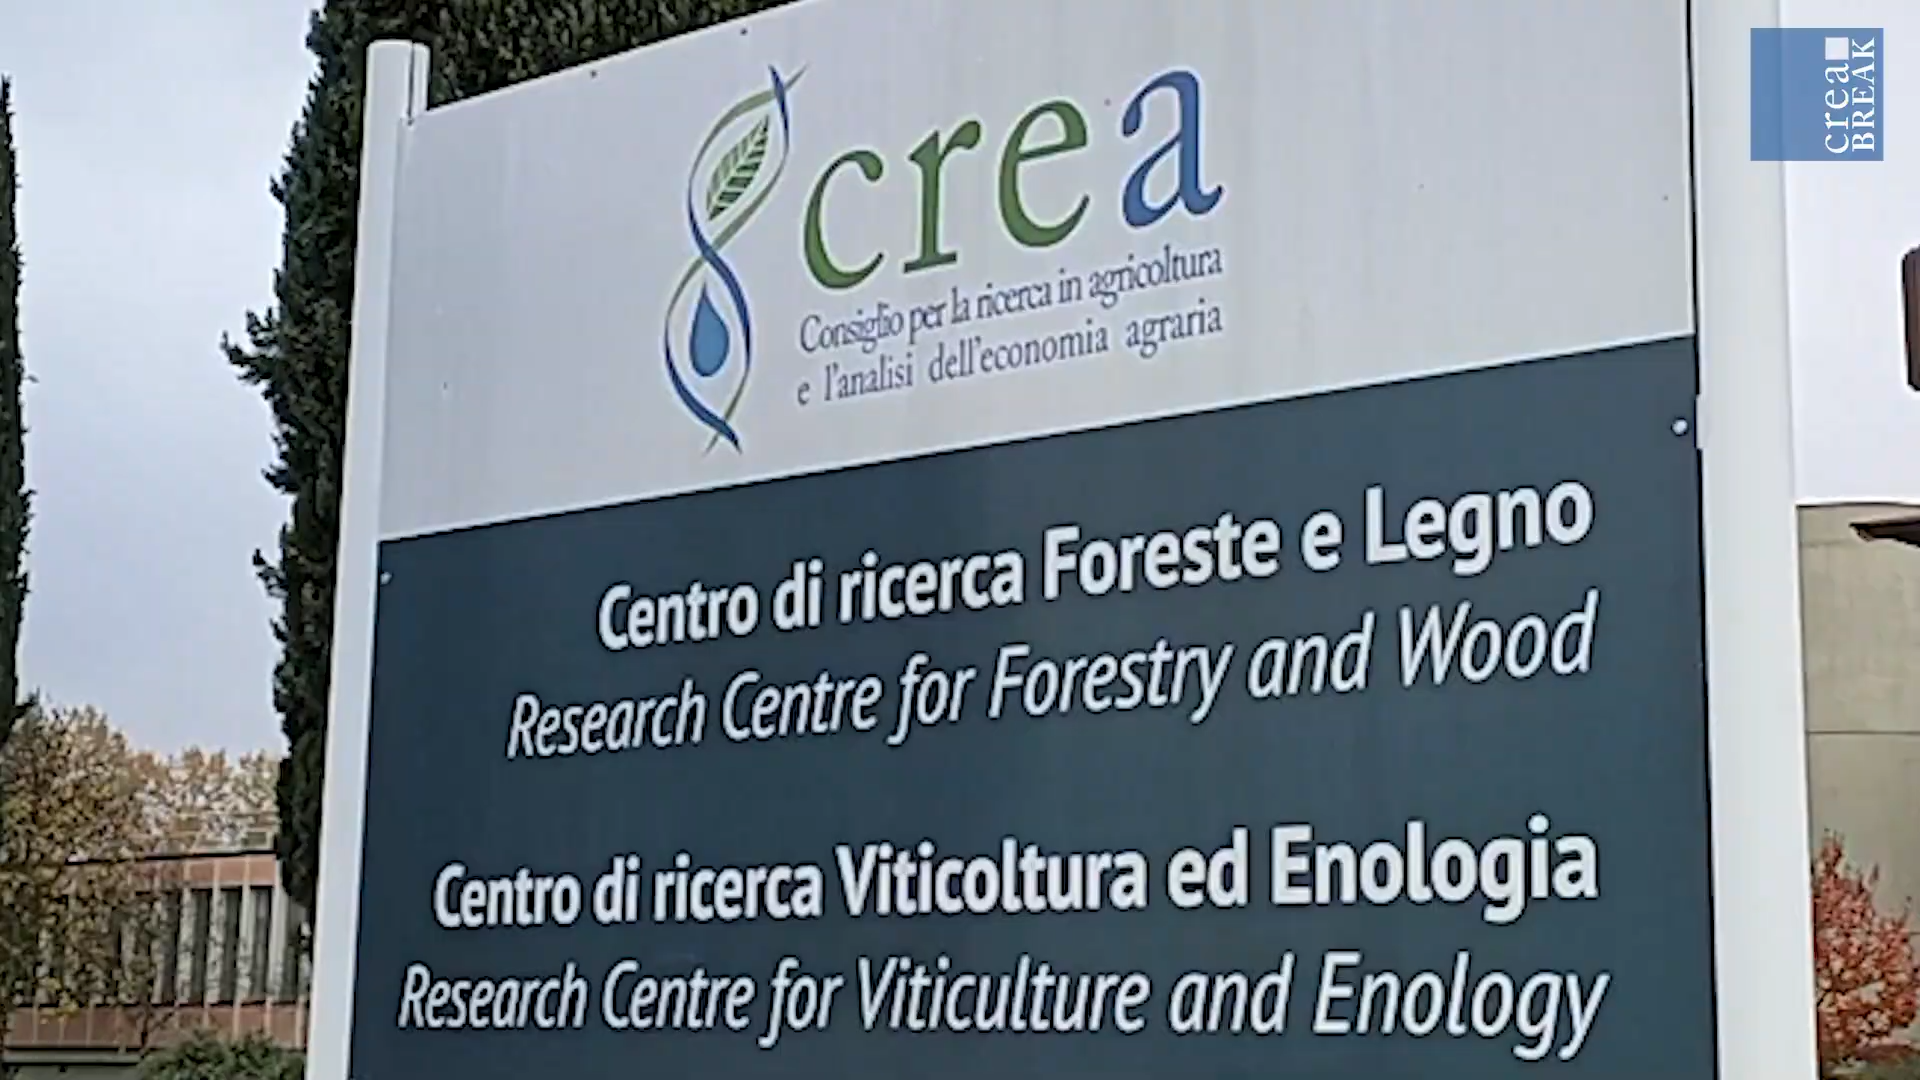 crea
Consiglio per la ricerca in agricoltura
e l'analisi dell'economia agraria
Centro di ricerca Foreste e Legno
Research Centre for Forestry and Wood
Centro di ricerca Viticoltura ed Enologia
Research Centre for Viticulture and Enology
crea
BREAK